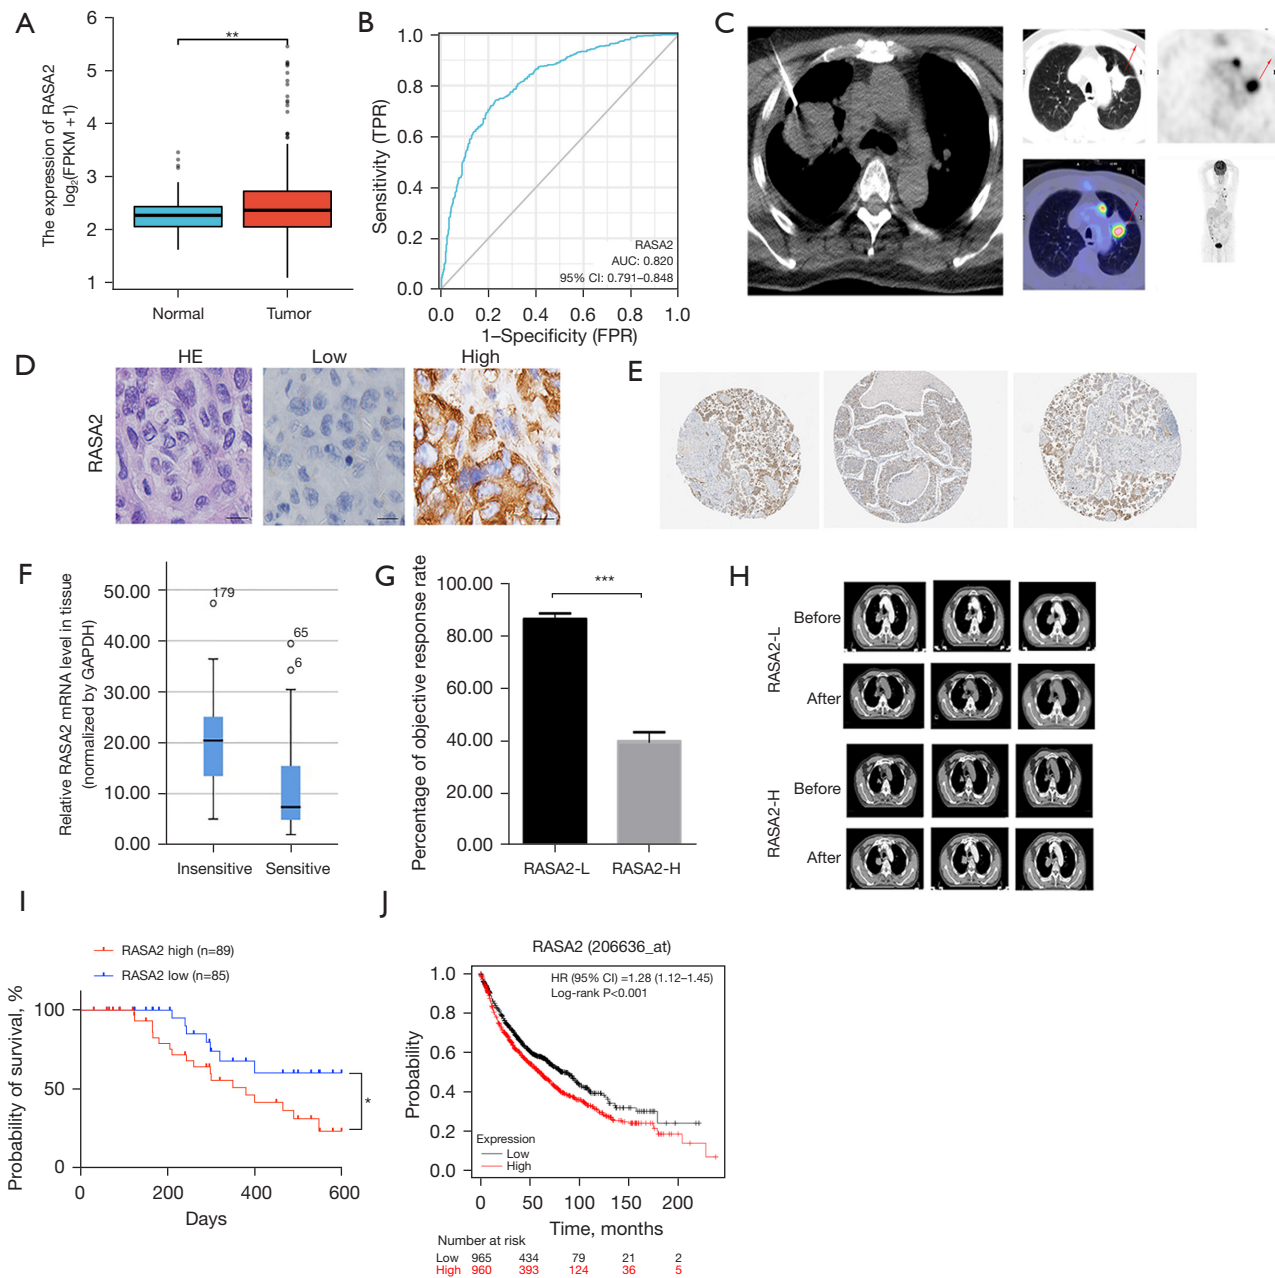 A
The expression of RASA2
log₂(FPKM +1)
6
5
4
3
2
1
**
Normal
Tumor
B
Sensitivity (TPR)
1.0
0.8
0.6
0.4
0.2
0.0
RASA2
AUC: 0.820
95% CI: 0.791–0.848
0.0 0.2 0.4 0.6 0.8 1.0
1–Specificity (FPR)
C
D
HE
Low
High
RASA2
E
F
Relative RASA2 mRNA level in tissue
(normalized by GAPDH)
50.00
40.00
30.00
20.00
10.00
0.00
179
65
6
Insensitive
Sensitive
G
Percentage of objective response rate
100.00
80.00
60.00
40.00
20.00
0.00
***
RASA2-L
RASA2-H
H
RASA2-L
Before
After
RASA2-H
Before
After
I
RASA2 high (n=89)
RASA2 low (n=85)
Probability of survival, %
100
50
0
*
0 200 400 600
Days
J
RASA2 (206636_at)
HR (95% CI) =1.28 (1.12–1.45)
Log-rank P<0.001
Probability
1.0
0.8
0.6
0.4
0.2
0.0
Expression
Low
High
0 50 100 150 200
Time, months
Number at risk
Low 965 434 79 21 2
High 960 393 124 36 5